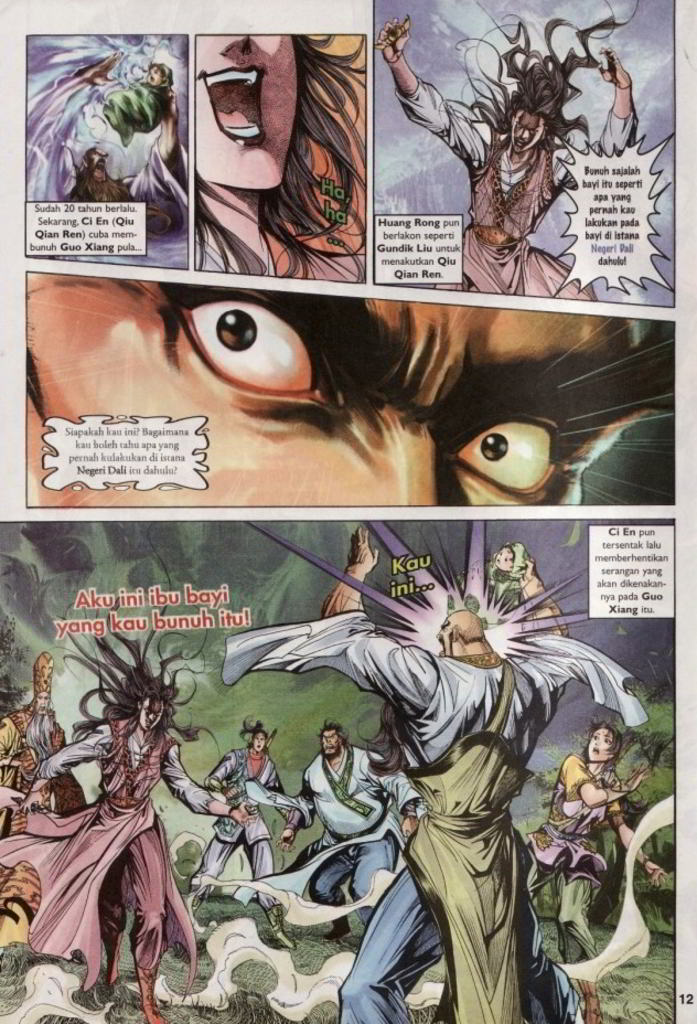 Sudah 20 tahun berlalu.
Sekarang, Ci En (Qiu
Qian Ren) cuba mem-
bunuh Guo Xiang pula...
Ha,
ha
...
Huang Rong pun
berlakon seperti
Gundik Liu untuk
menakutkan Qiu
Qian Ren.
Bunuh sajalah
bayi itu seperti
apa yang
pernah kau
lakukan pada
bayi di istana
Negeri Dali
dahulu!
Siapakah kau ini? Bagaimana
kau boleh tahu apa yang
pernah kulakukan di istana
Negeri Dali itu dahulu?
Aku ini ibu bayi
yang kau bunuh itu!
Kau
ini...
Ci En pun
tersentak lalu
memberhentikan
serangan yang
akan dikenakan-
nya pada Guo
Xiang itu.
12